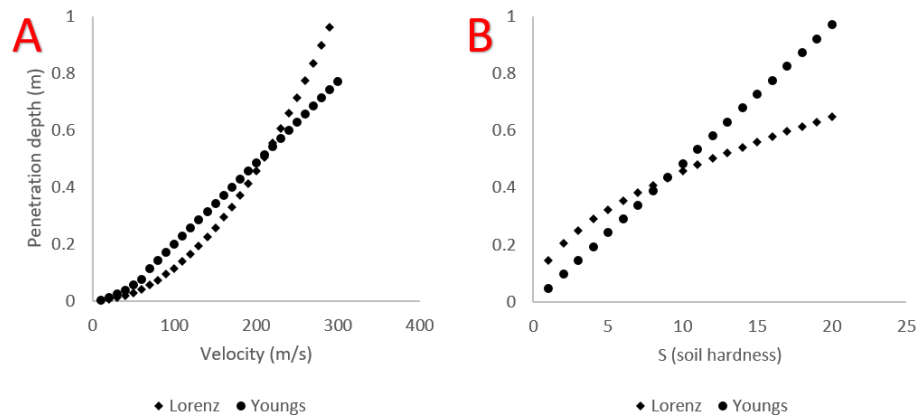 A
B
Penetration depth (m)
1
0.8
0.6
0.4
0.2
0
0 100 200 300 400
Velocity (m/s)
Lorenz Youngs
1
0.8
0.6
0.4
0.2
0
0 5 10 15 20 25
S (soil hardness)
Lorenz Youngs